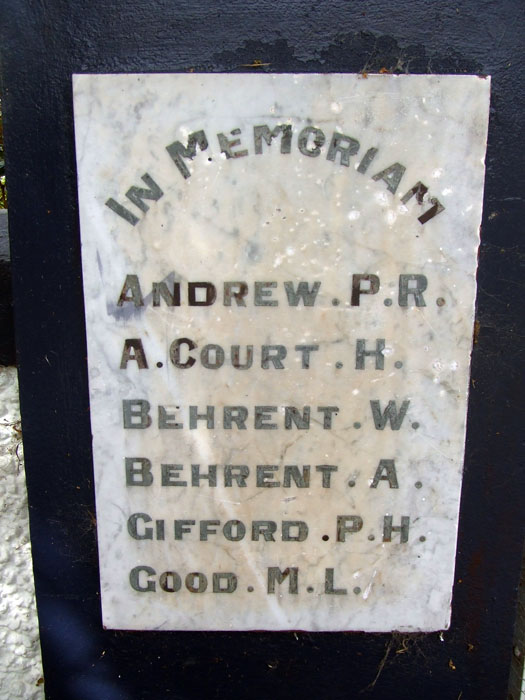 IN MEMORIAM
ANDREW. P.R.
A. COURT. H.
BEHRENT. W.
BEHRENT. A.
GIFFORD. P.H.
GOOD. M.L.